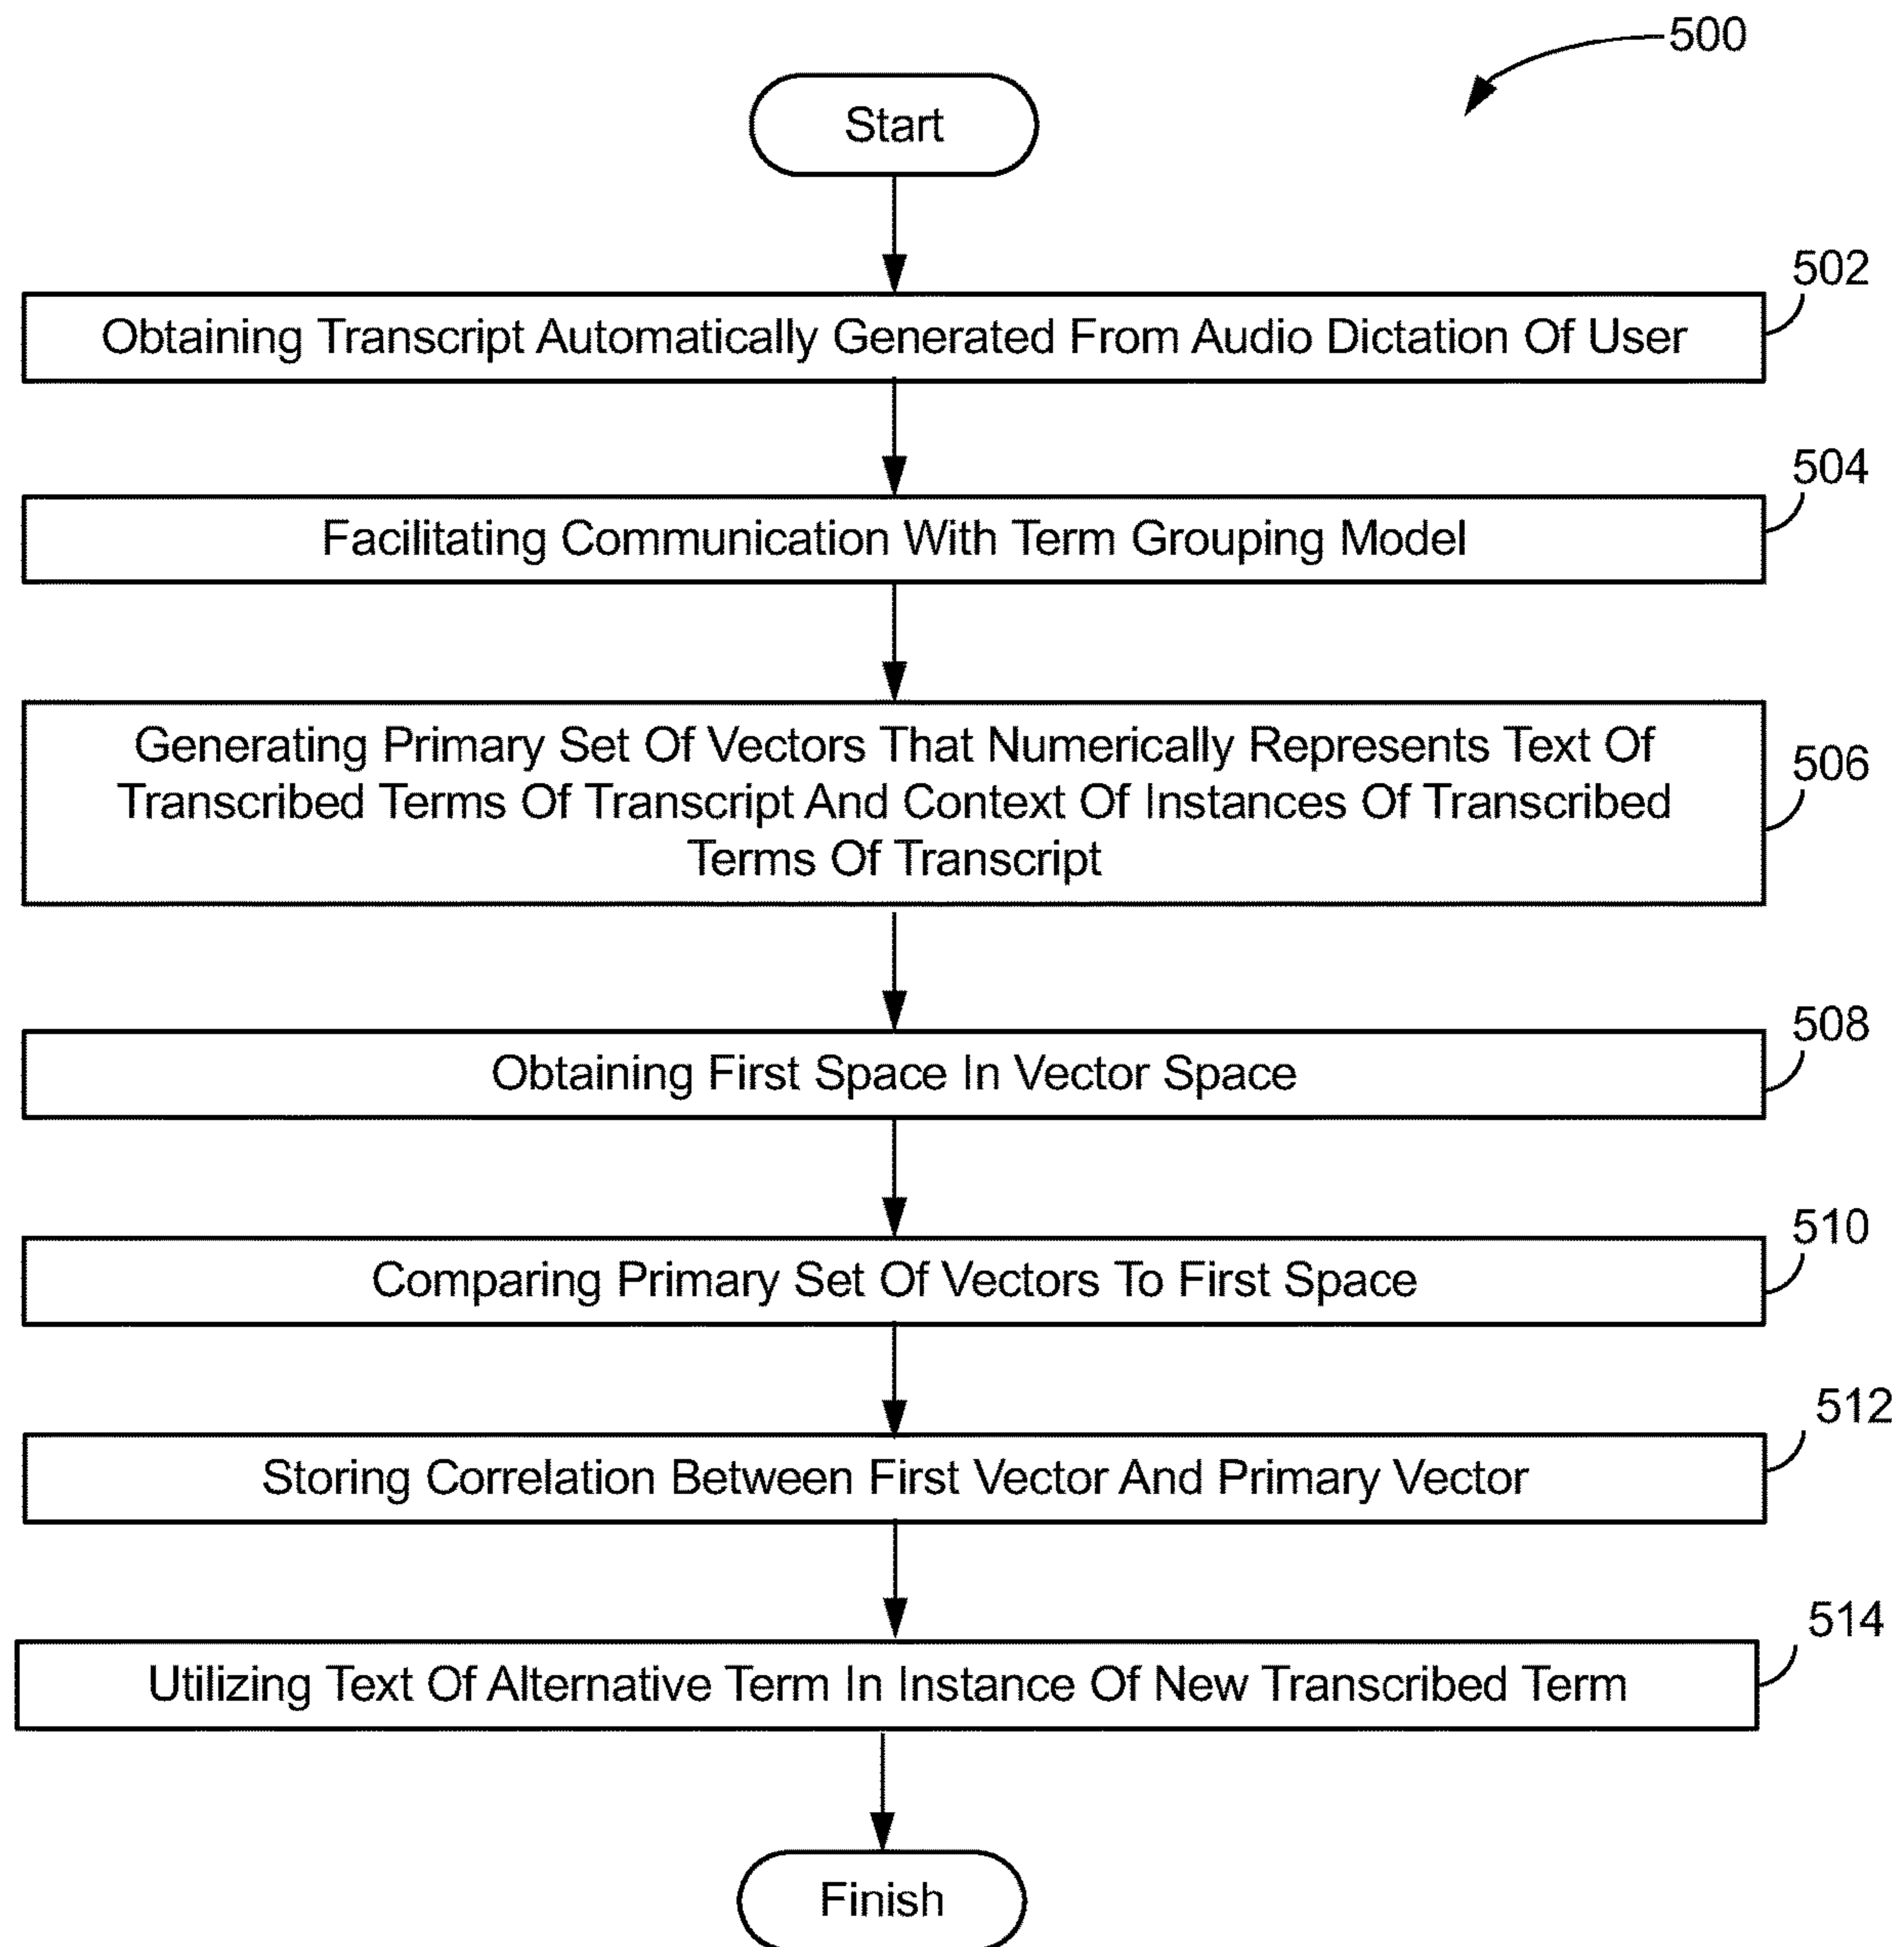 500
Start
502
Obtaining Transcript Automatically Generated From Audio Dictation Of User
504
Facilitating Communication With Term Grouping Model
Generating Primary Set Of Vectors That Numerically Represents Text Of
Transcribed Terms Of Transcript And Context Of Instances Of Transcribed
Terms Of Transcript
506
508
Obtaining First Space In Vector Space
510
Comparing Primary Set Of Vectors To First Space
512
Storing Correlation Between First Vector And Primary Vector
514
Utilizing Text Of Alternative Term In Instance Of New Transcribed Term
Finish